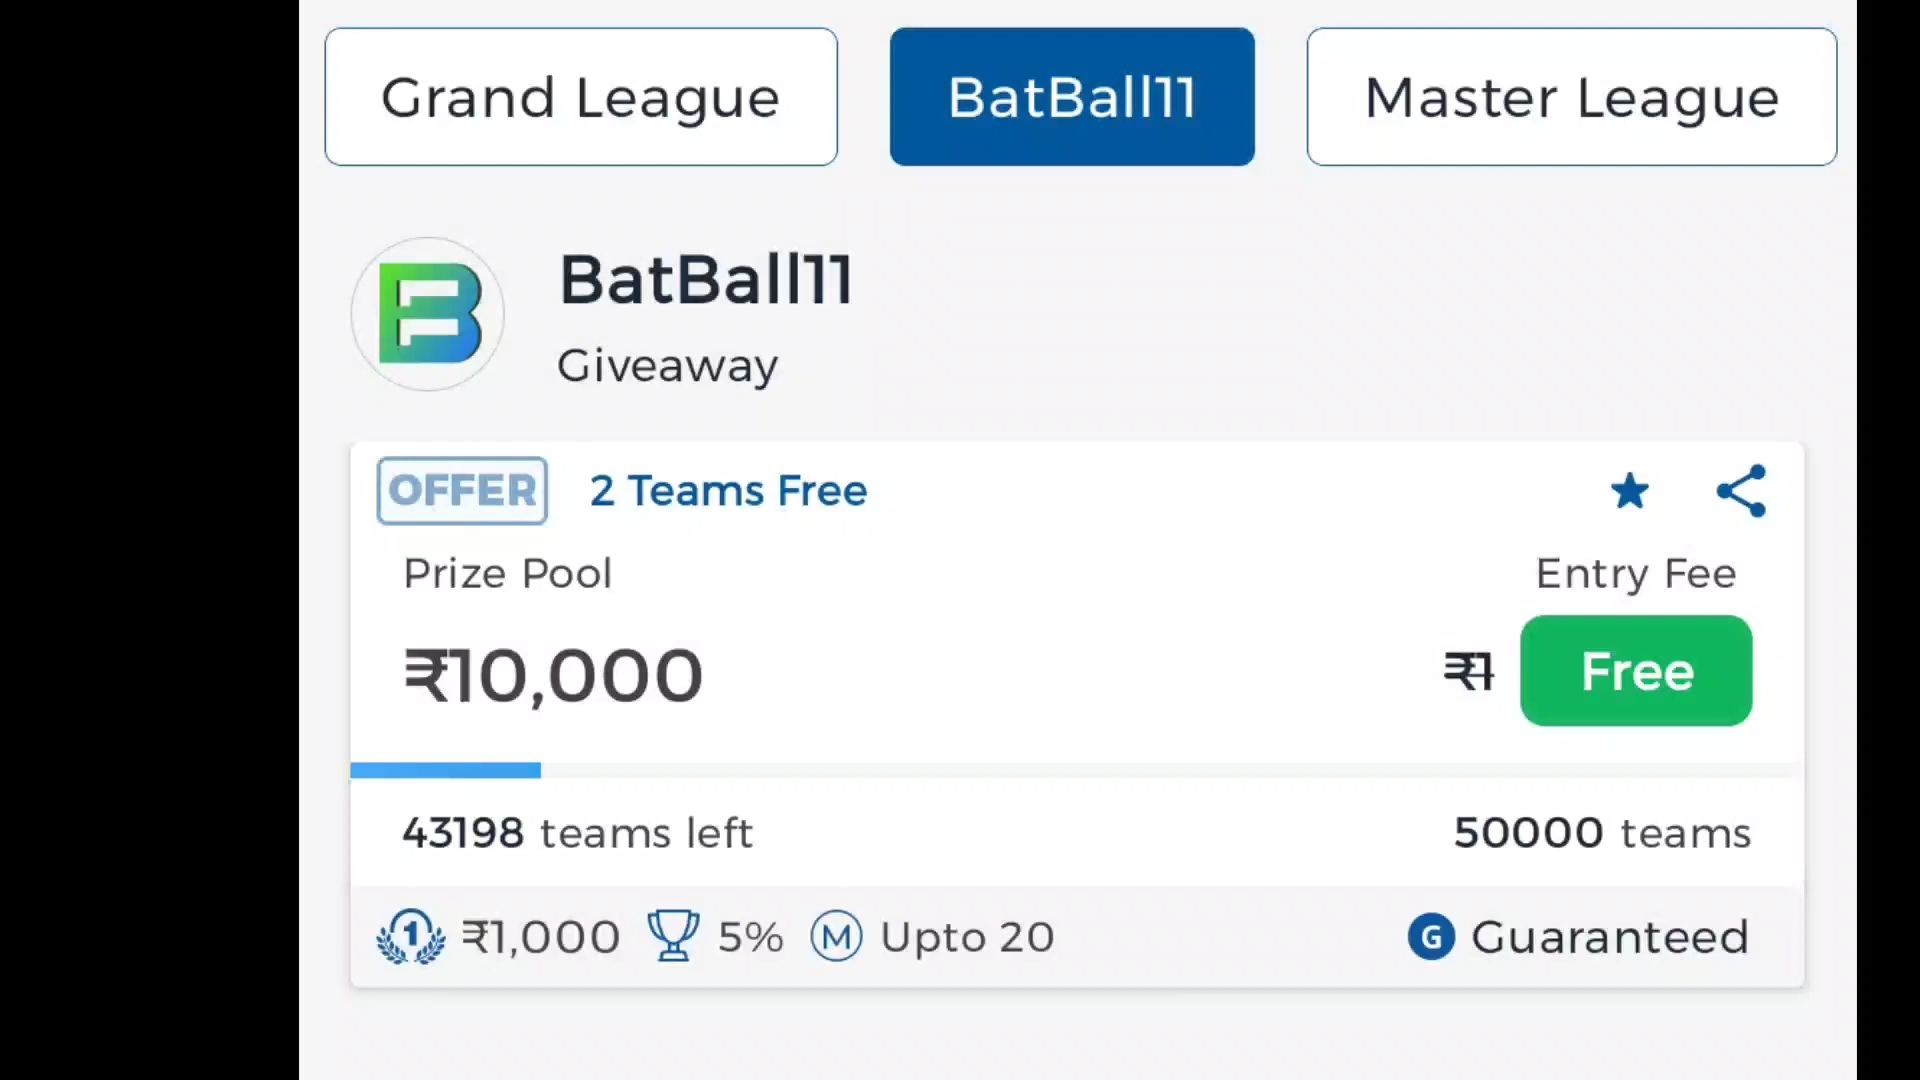 Grand League BatBall11 Master League
BatBall11
Giveaway
OFFER 2 Teams Free
Prize Pool Entry Fee
₹10,000 ₹1 Free
43198 teams left 50000 teams
1 ₹1,000 5% M Upto 20 G Guaranteed